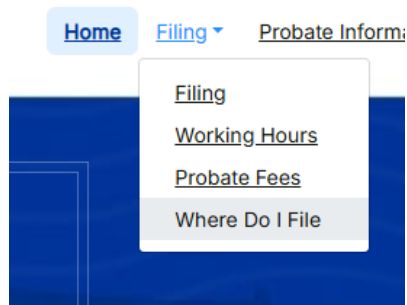 Home Filing Probate Informa
Filing
Working Hours
Probate Fees
Where Do I File